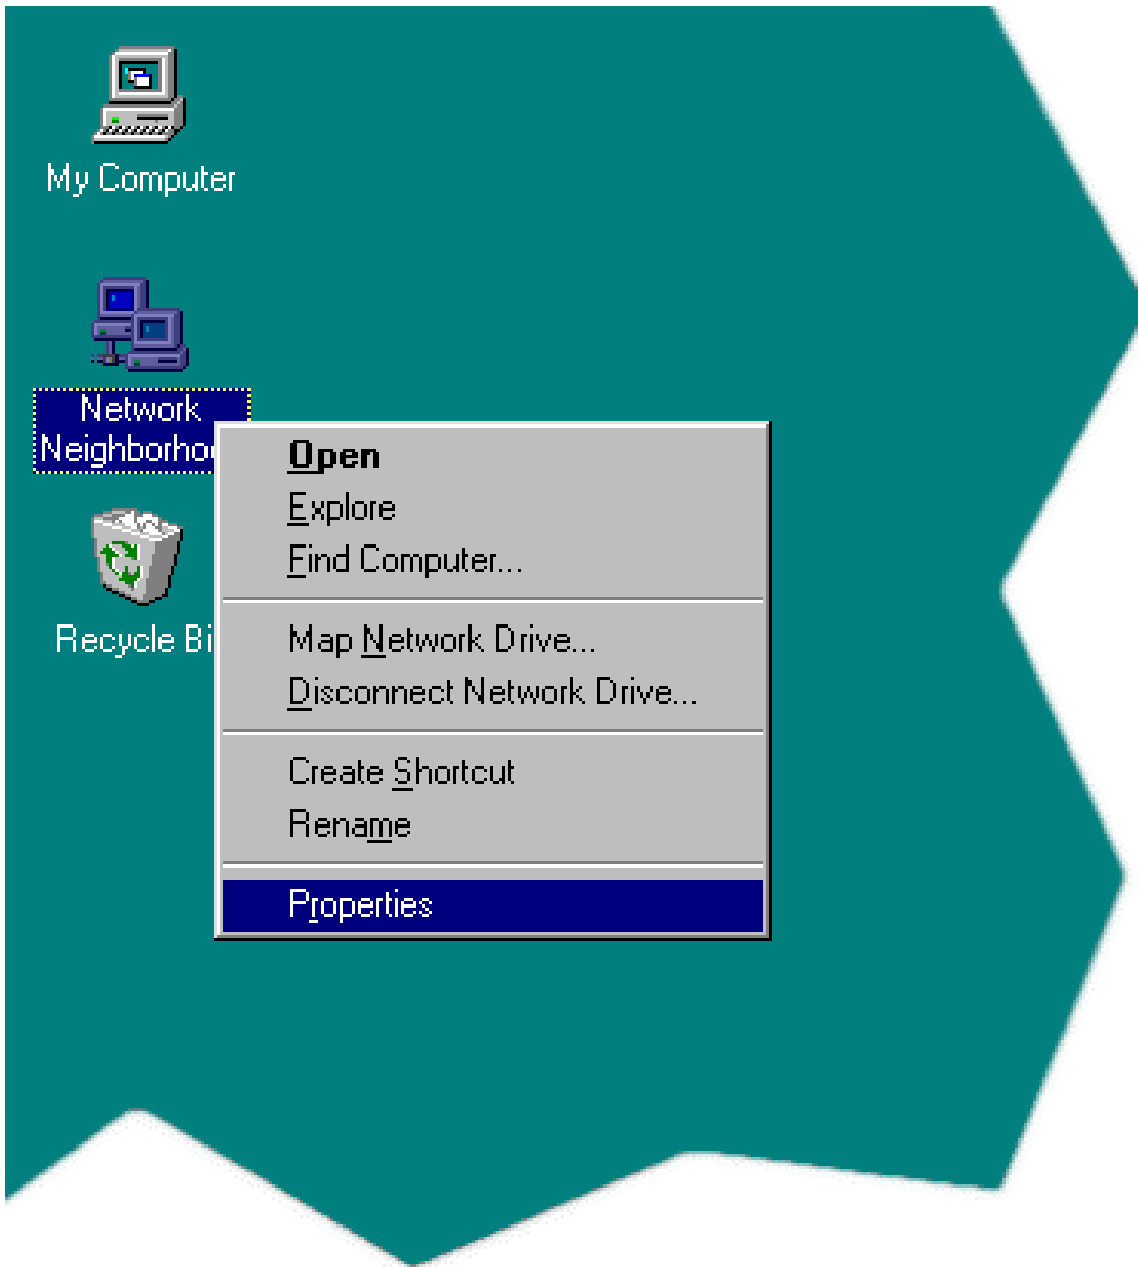 My Computer
Network
Neighborhoo
Open
Explore
Find Computer...
Recycle Bi
Map Network Drive...
Disconnect Network Drive...
Create Shortcut
Rename
Properties